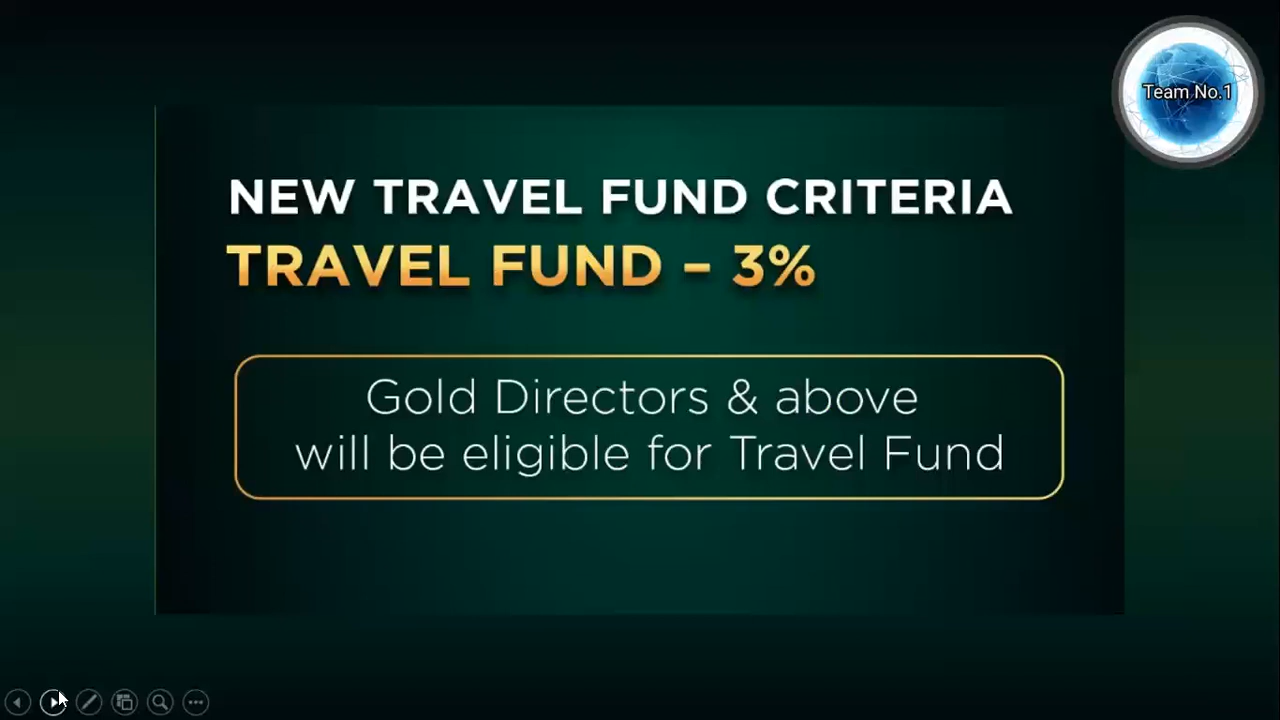 Team No.1
NEW TRAVEL FUND CRITERIA
TRAVEL FUND – 3%
Gold Directors & above
will be eligible for Travel Fund